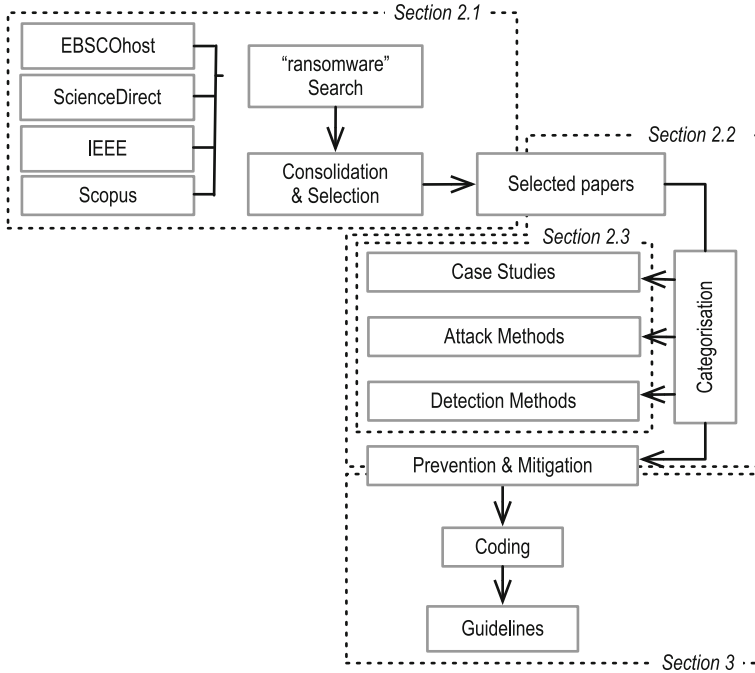 Section 2.1
EBSCOhost
ScienceDirect
IEEE
Scopus
“ransomware”
Search
Consolidation
& Selection
Section 2.2
Selected papers
Section 2.3
Case Studies
Attack Methods
Detection Methods
Categorisation
Prevention & Mitigation
Coding
Guidelines
Section 3